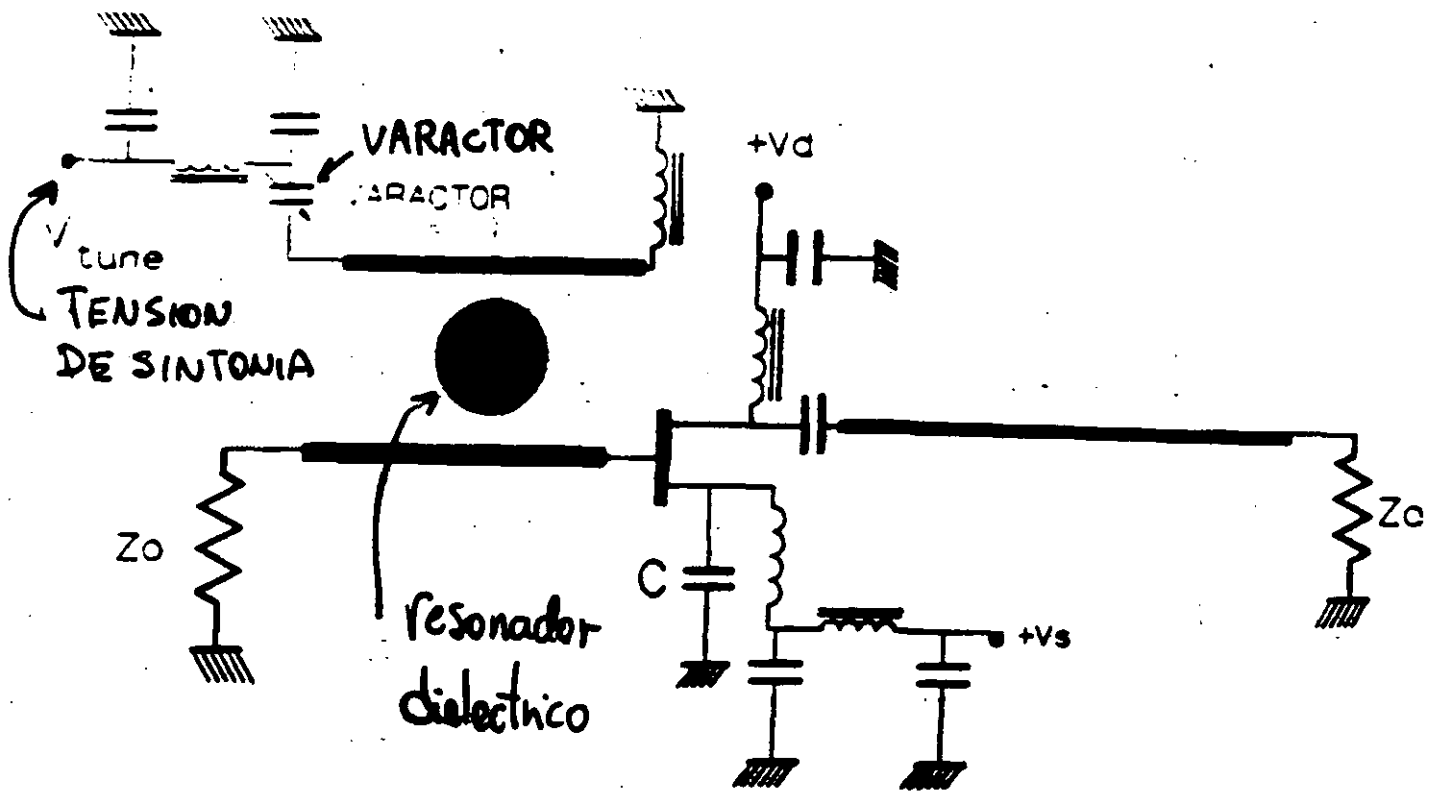 VARACTOR
VARACTOR
+Vd
V tune
TENSION
DE SINTONIA
Zo
C
Zo
resonador
dielectrico
+Vs